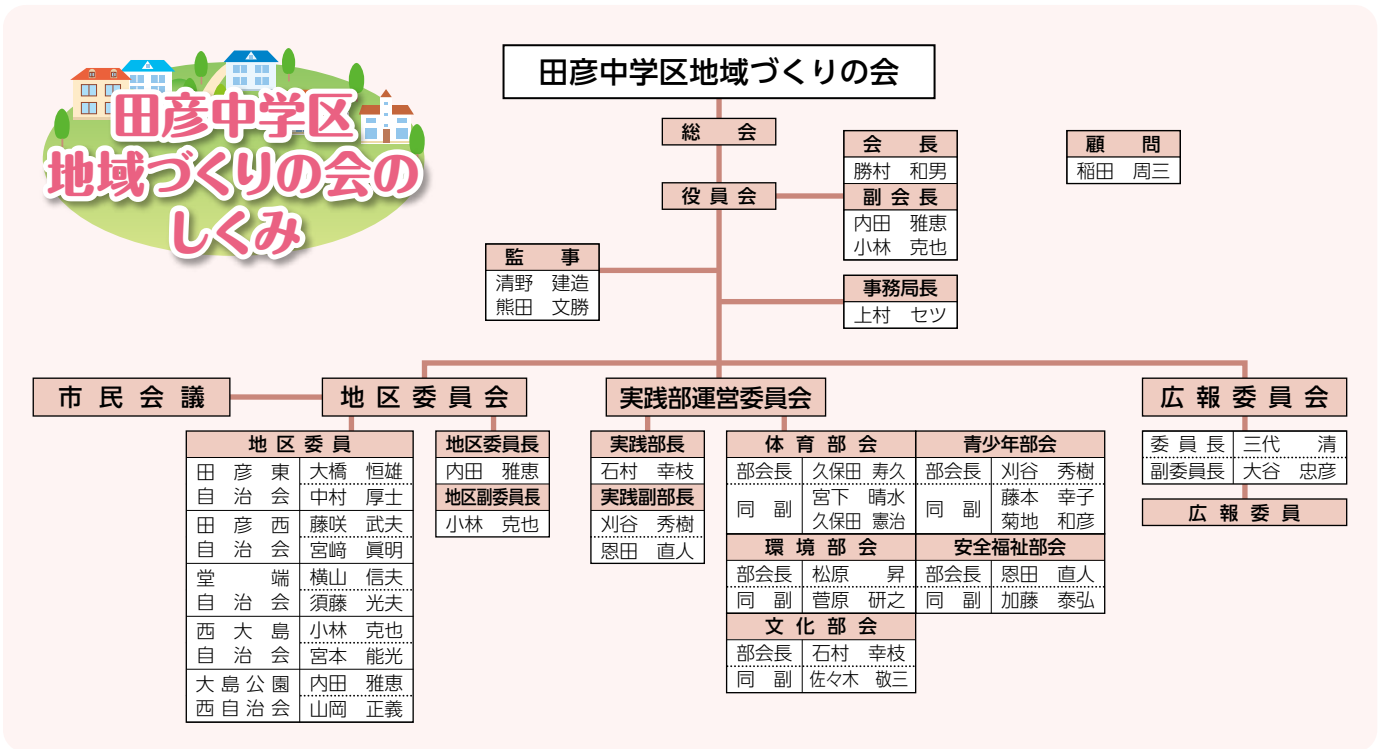 田彦中学区
地域づくりの会の
しくみ
田彦中学区地域づくりの会
総　会
役員会
会　長
勝村　和男
副会長
内田　雅恵
小林　克也
顧　問
稲田　周三
監　事
清野　建造
熊田　文勝
事務局長
上村　セツ
市民会議
地区委員会
実践部運営委員会
広報委員会
地区委員
田彦東　大橋　恒雄
自治会　中村　厚士
田彦西　藤咲　武夫
自治会　宮﨑　眞明
堂端　横山　信夫
自治会　須藤　光夫
西大島　小林　克也
自治会　宮本　能光
大島公園　内田　雅恵
西自治会　山岡　正義
地区委員長
内田　雅恵
地区副委員長
小林　克也
実践部長
石村　幸枝
実践副部長
刈谷　秀樹
恩田　直人
体育部会
部会長　久保田　寿久
同　副　宮下　晴水
久保田　憲治
青少年部会
部会長　刈谷　秀樹
同　副　藤本　幸子
菊地　和彦
環境部会
部会長　松原　昇
同　副　菅原　研之
安全福祉部会
部会長　恩田　直人
同　副　加藤　泰弘
文化部会
部会長　石村　幸枝
同　副　佐々木　敬三
委員長　三代　清
副委員長　大谷　忠彦
広報委員